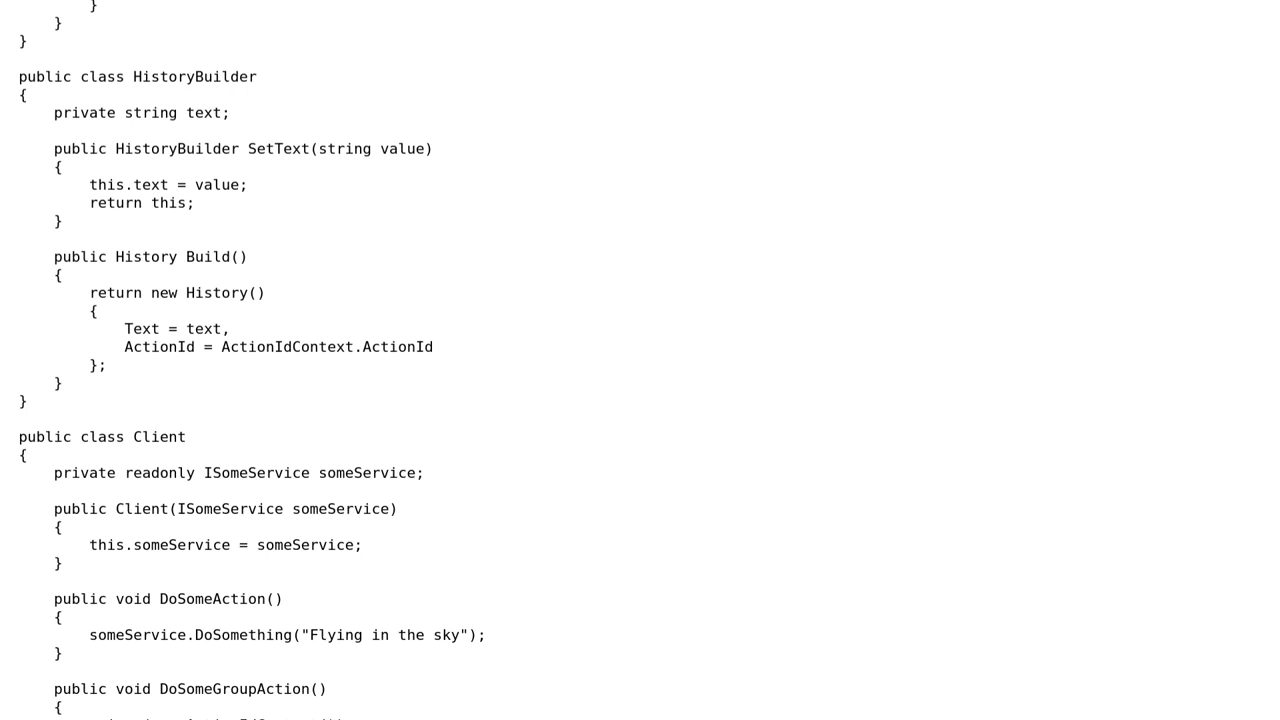 }
    }
}

public class HistoryBuilder
{
    private string text;

    public HistoryBuilder SetText(string value)
    {
        this.text = value;
        return this;
    }

    public History Build()
    {
        return new History()
        {
            Text = text,
            ActionId = ActionIdContext.ActionId
        };
    }
}

public class Client
{
    private readonly ISomeService someService;

    public Client(ISomeService someService)
    {
        this.someService = someService;
    }

    public void DoSomeAction()
    {
        someService.DoSomething("Flying in the sky");
    }

    public void DoSomeGroupAction()
    {